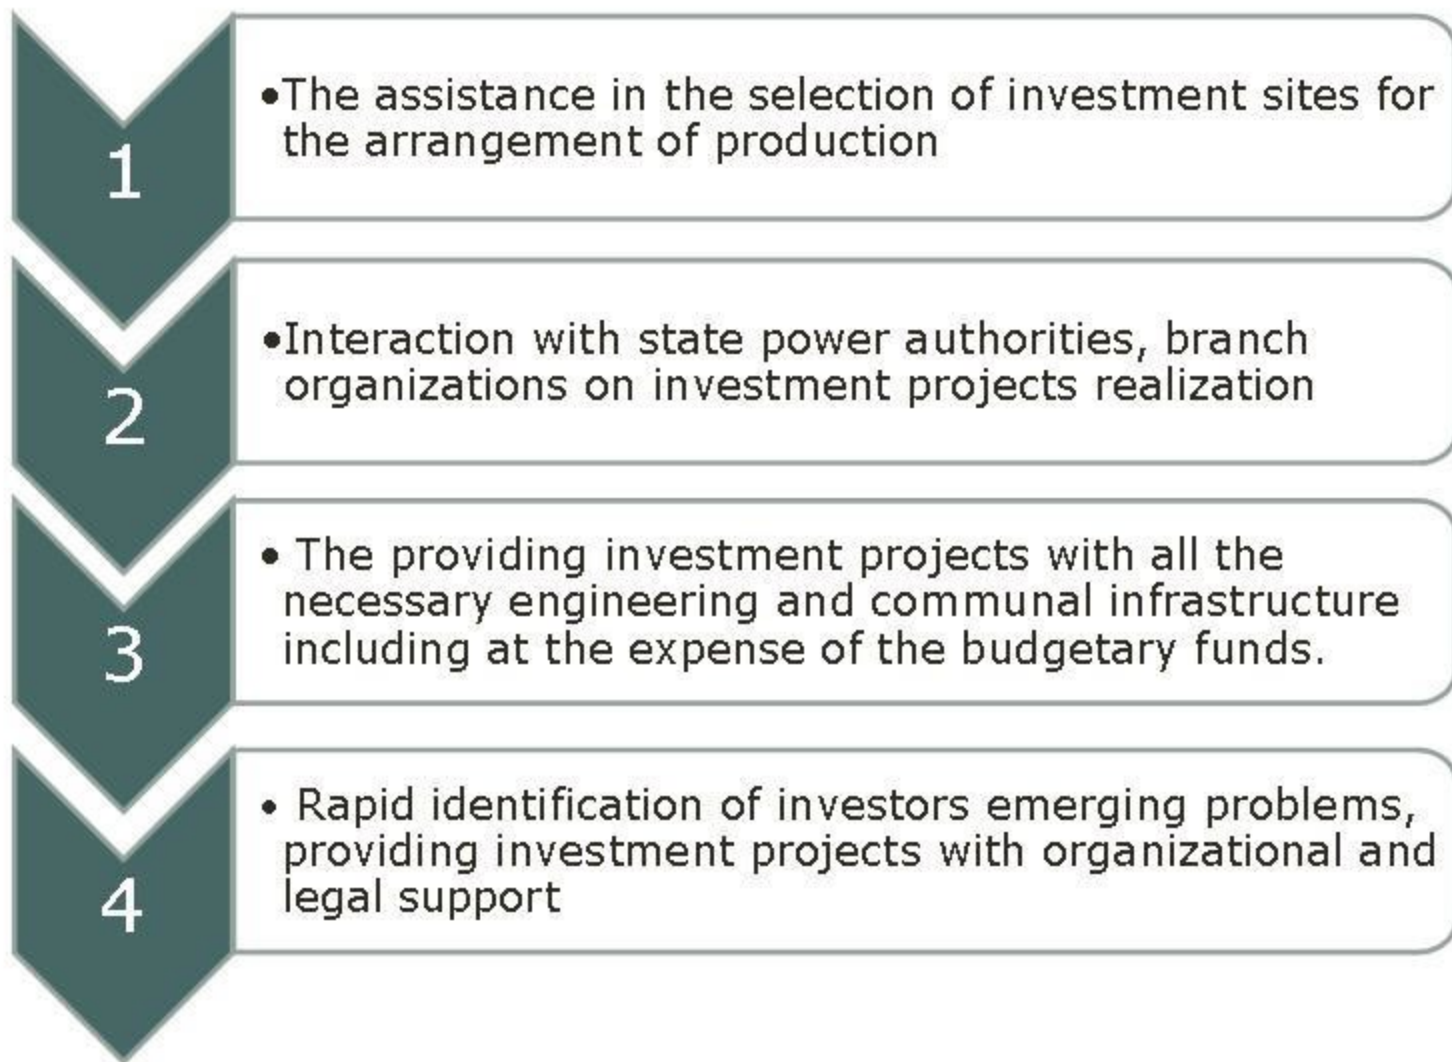 1
•The assistance in the selection of investment sites for
the arrangement of production
2
•Interaction with state power authorities, branch
organizations on investment projects realization
3
• The providing investment projects with all the
necessary engineering and communal infrastructure
including at the expense of the budgetary funds.
4
• Rapid identification of investors emerging problems,
providing investment projects with organizational and
legal support